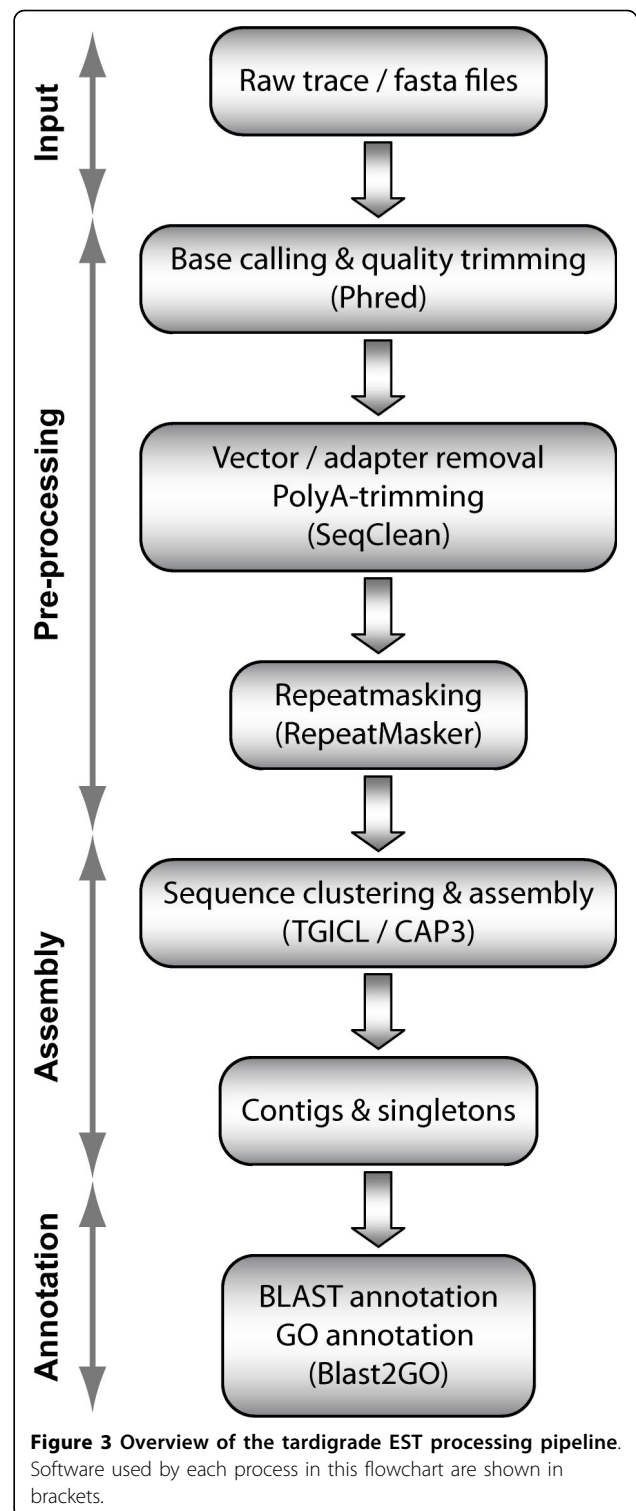 Input
Raw trace / fasta files
Pre-processing
Base calling & quality trimming
(Phred)
Vector / adapter removal
PolyA-trimming
(SeqClean)
Repeatmasking
(RepeatMasker)
Assembly
Sequence clustering & assembly
(TGICL / CAP3)
Contigs & singletons
Annotation
BLAST annotation
GO annotation
(Blast2GO)
Figure 3 Overview of the tardigrade EST processing pipeline.
Software used by each process in this flowchart are shown in
brackets.